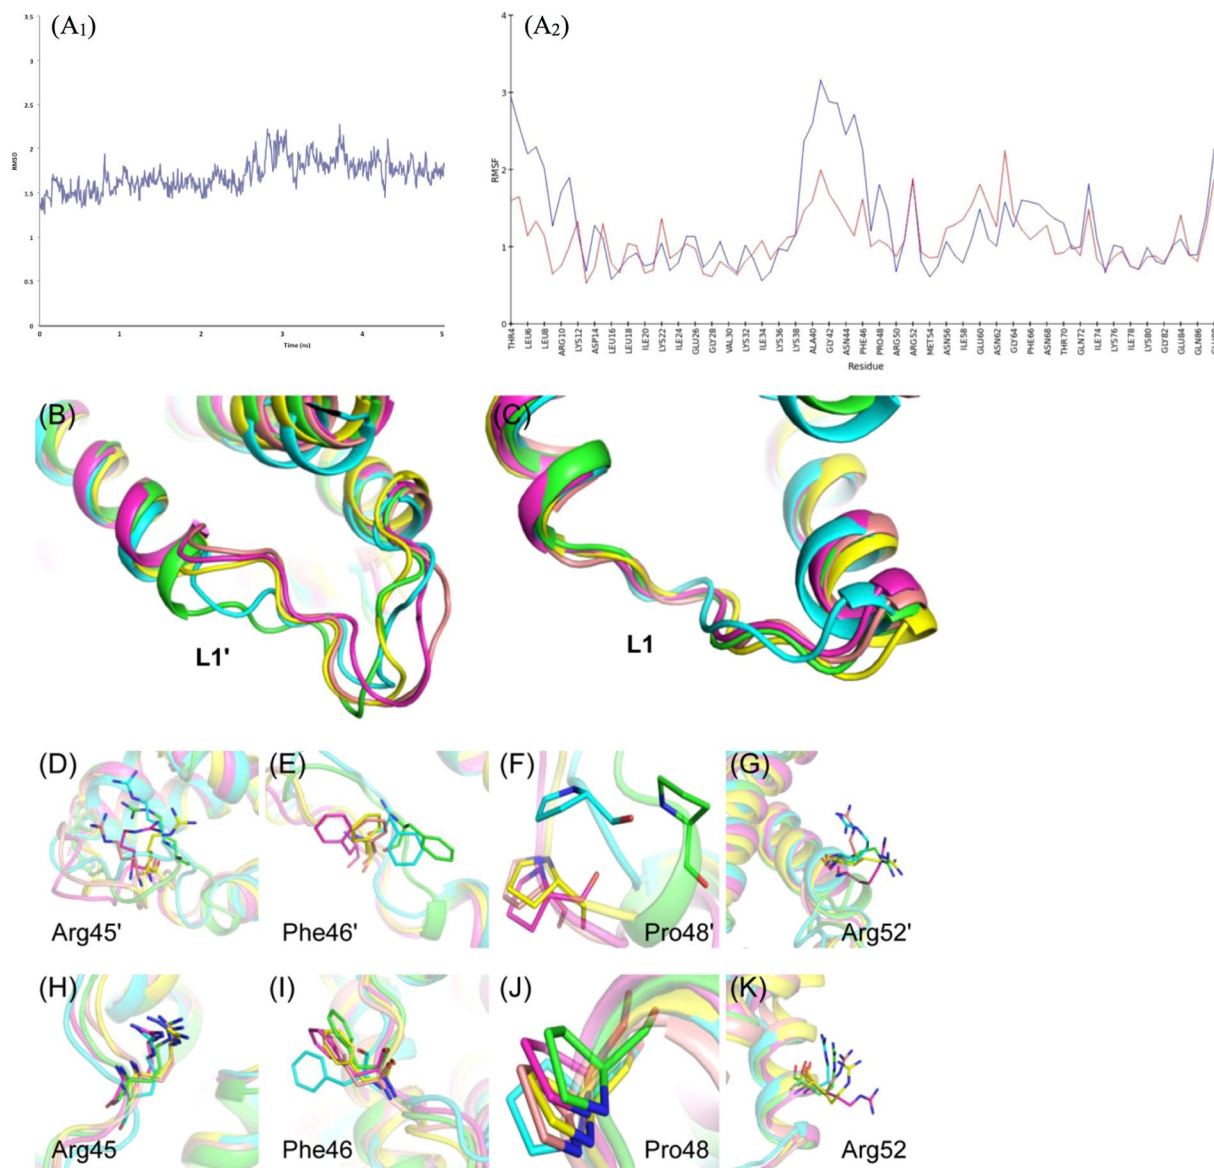 (A₁)
(A₂)
3.5
3
2.5
2
1.5
1
0.5
0
RMSD
0
1
2
3
4
5
Time (ns)
4
3
2
1
0
RMSF
THR4
LEU6
LEU8
ARG10
LYS12
ASP14
LEU16
LEU18
ILE20
LYS22
ILE24
GLU26
GLY28
VAL30
LYS32
ILE34
LYS36
LYS38
ALA40
GLY42
ASN44
PHE46
PRO48
ARG50
ARG52
MET54
ASN56
ILE58
GLU60
ASN62
GLY64
PHE66
ASN68
THR70
GLN72
ILE74
LYS76
ILE78
LYS80
GLY82
GLU84
GLN86
Residue
(B)
(C)
L1'
L1
(D)
(E)
(F)
(G)
Arg45'
Phe46'
Pro48'
Arg52'
(H)
(I)
(J)
(K)
Arg45
Phe46
Pro48
Arg52